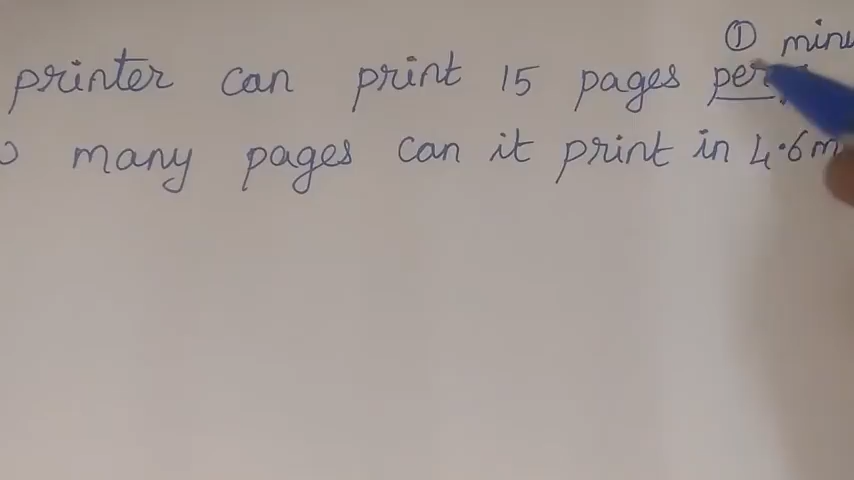 ① minu
printer can print 15 pages per
many pages can it print in 4.6m